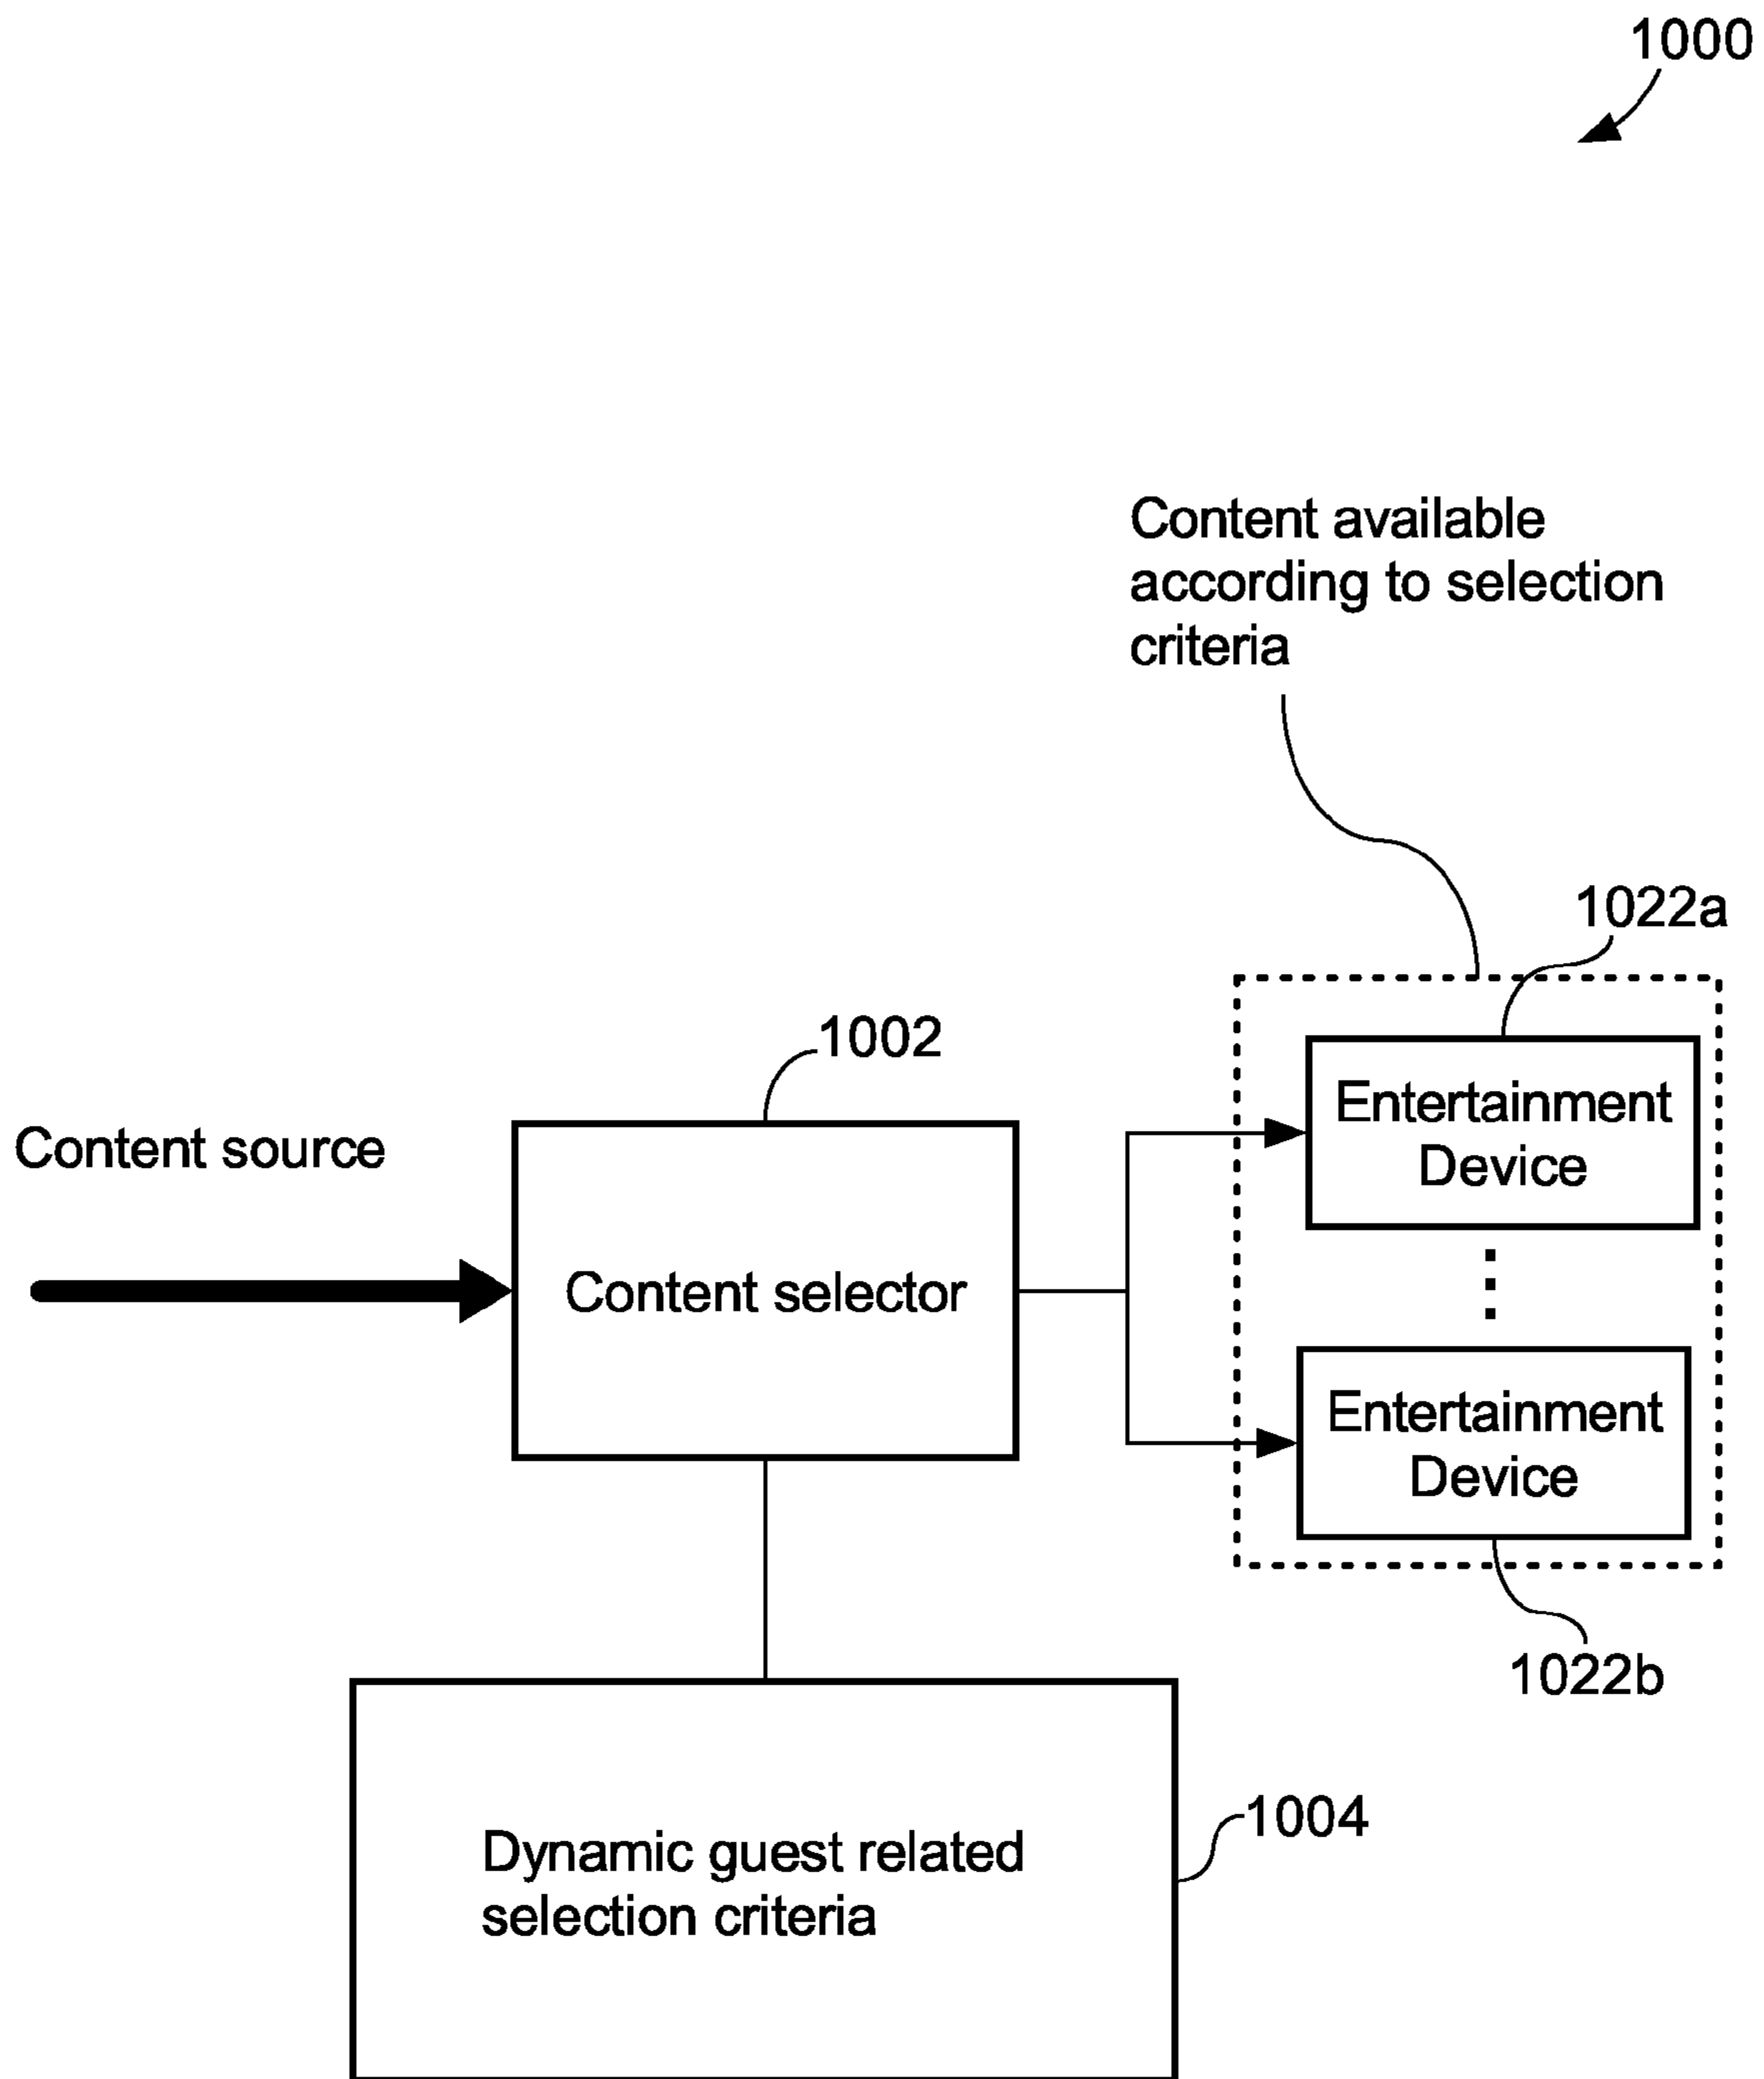 1000
Content available
according to selection
criteria
1022a
1002
Entertainment
Device
Content source
Content selector
Entertainment
Device
1022b
1004
Dynamic guest related
selection criteria